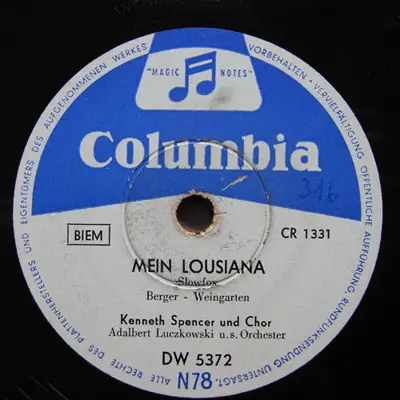 "MAGIC NOTES"
Columbia
31b
BIEM
CR 1331
MEIN LOUSIANA
Slowfox
Berger - Weingarten
Kenneth Spencer und Chor
Adalbert Luczkowski u.s. Orchester
DW 5372
N78
ALLE RECHTE DES PLATTENHERSTELLERS UND EIGENTÜMERS DES AUFGENOMMENEN WERKES VORBEHALTEN - VERVIELFÄLTIGUNG ÖFFENTLICHE AUFFÜHRUNG, RUNDFUNKSENDUNG UNTERSAGT.